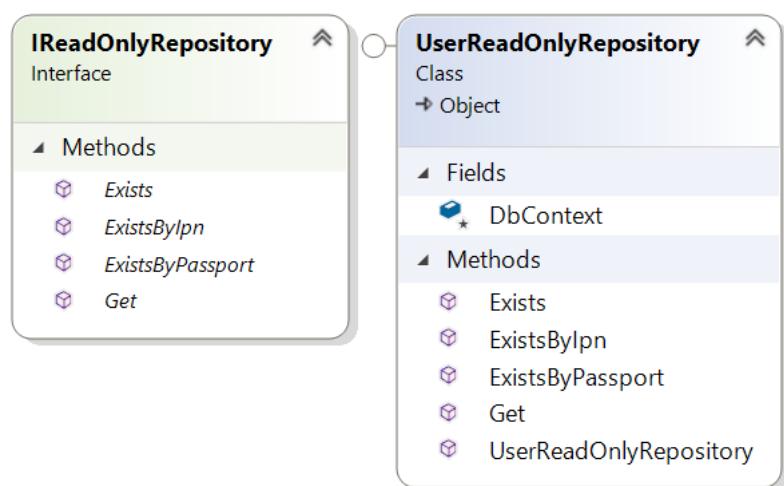 IReadOnlyRepository
Interface
Methods
Exists
ExistsByIpn
ExistsByPassport
Get
UserReadOnlyRepository
Class
Object
Fields
DbContext
Methods
Exists
ExistsByIpn
ExistsByPassport
Get
UserReadOnlyRepository